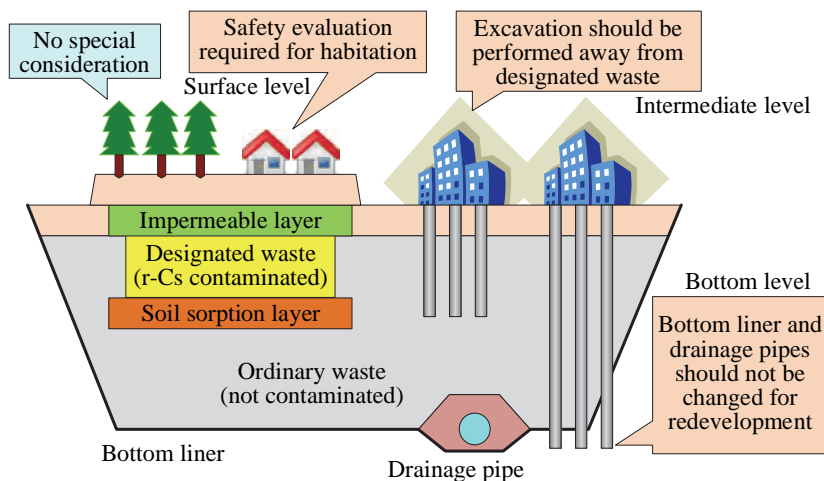 No special
consideration
Safety evaluation
required for habitation
Surface level
Excavation should be
performed away from
designated waste
Intermediate level
Impermeable layer
Designated waste
(r-Cs contaminated)
Soil sorption layer
Ordinary waste
(not contaminated)
Bottom level
Bottom liner and
drainage pipes
should not be
changed for
redevelopment
Bottom liner
Drainage pipe